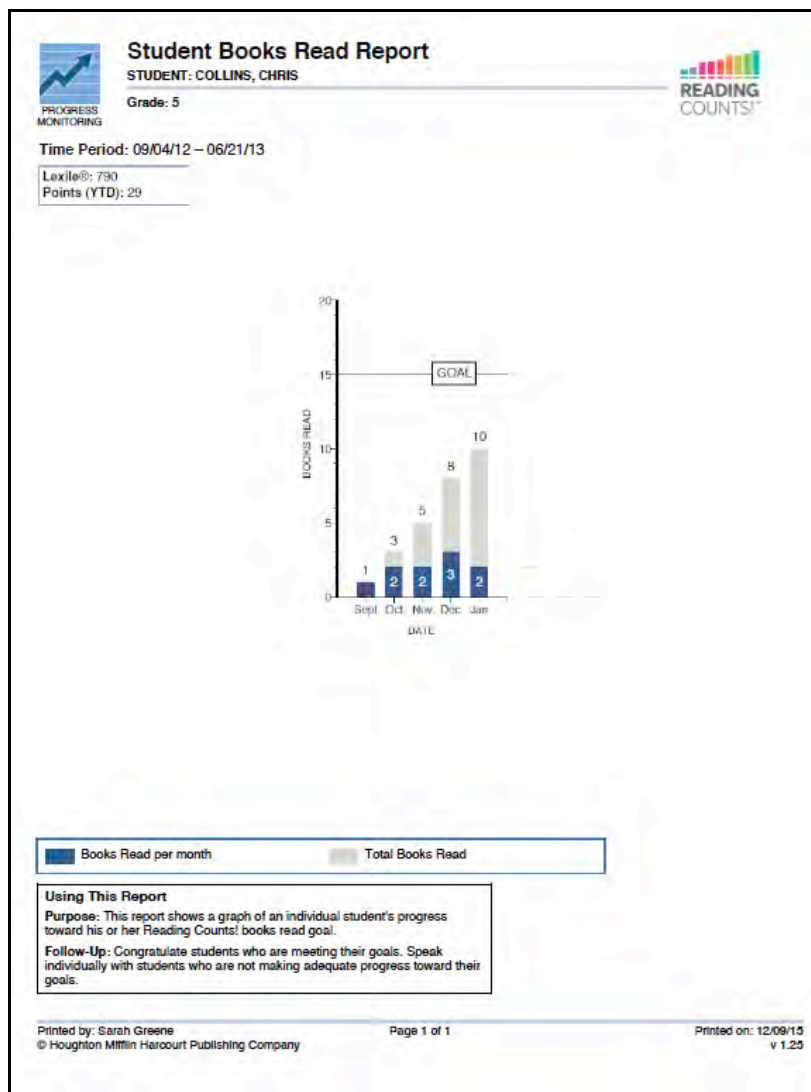 Student Books Read Report
STUDENT: COLLINS, CHRIS
Grade: 5
PROGRESS
MONITORING
READING
COUNTS!™
Time Period: 09/04/12 – 06/21/13
Lexile®: 790
Points (YTD): 29
20
15
GOAL
10
10
8
5
5
3
1
2
2
3
2
0
BOOKS READ
Sept Oct Nov. Dec Jan
DATE
Books Read per month Total Books Read
Using This Report
Purpose: This report shows a graph of an individual student's progress
toward his or her Reading Counts! books read goal.
Follow-Up: Congratulate students who are meeting their goals. Speak
individually with students who are not making adequate progress toward their
goals.
Printed by: Sarah Greene Page 1 of 1 Printed on: 12/09/15
© Houghton Mifflin Harcourt Publishing Company v 1.25